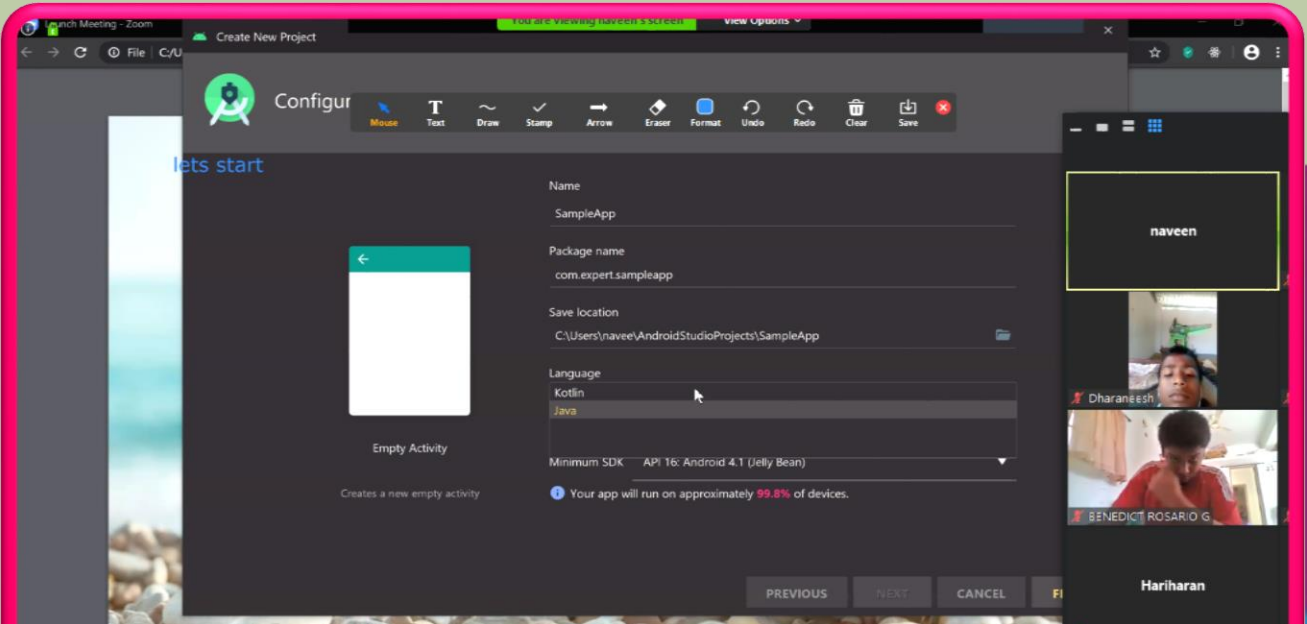 Launch Meeting - Zoom
You are viewing naveen's screen
View Options
File
C:/U
Create New Project
Configur
Mouse
Text
Draw
Stamp
Arrow
Eraser
Format
Undo
Redo
Clear
Save
lets start
Name
SampleApp
Package name
com.expert.sampleapp
Save location
C:\Users\navee\AndroidStudioProjects\SampleApp
Language
Kotlin
Java
Minimum SDK
API 16: Android 4.1 (Jelly Bean)
Your app will run on approximately 99.8% of devices.
Empty Activity
Creates a new empty activity
PREVIOUS
NEXT
CANCEL
naveen
Dharaneesh
BENEDICT ROSARIO G
Hariharan